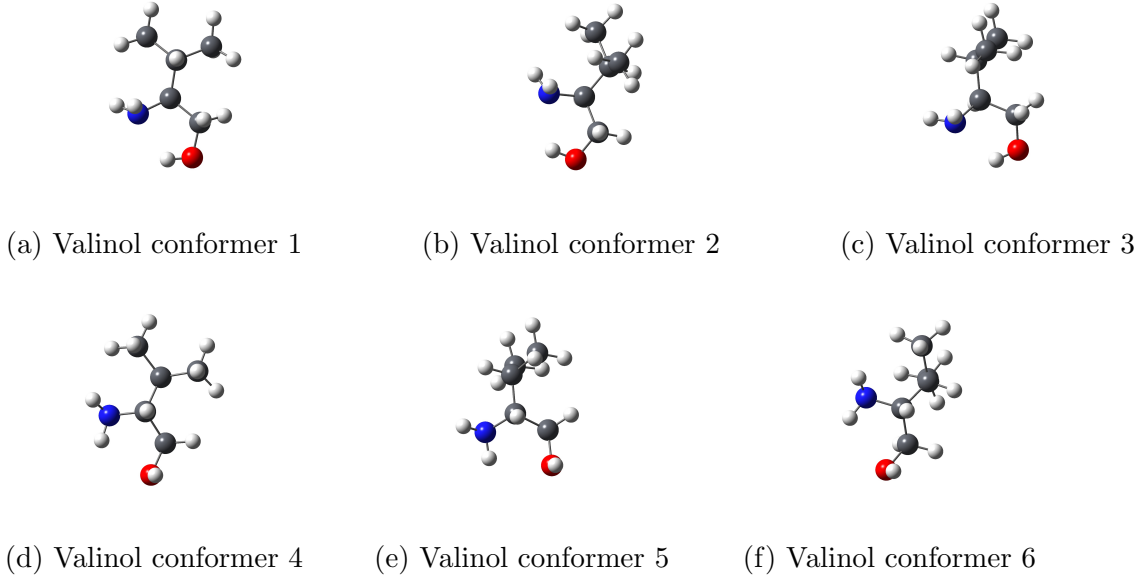 (a) Valinol conformer 1
(b) Valinol conformer 2
(c) Valinol conformer 3
(d) Valinol conformer 4
(e) Valinol conformer 5
(f) Valinol conformer 6